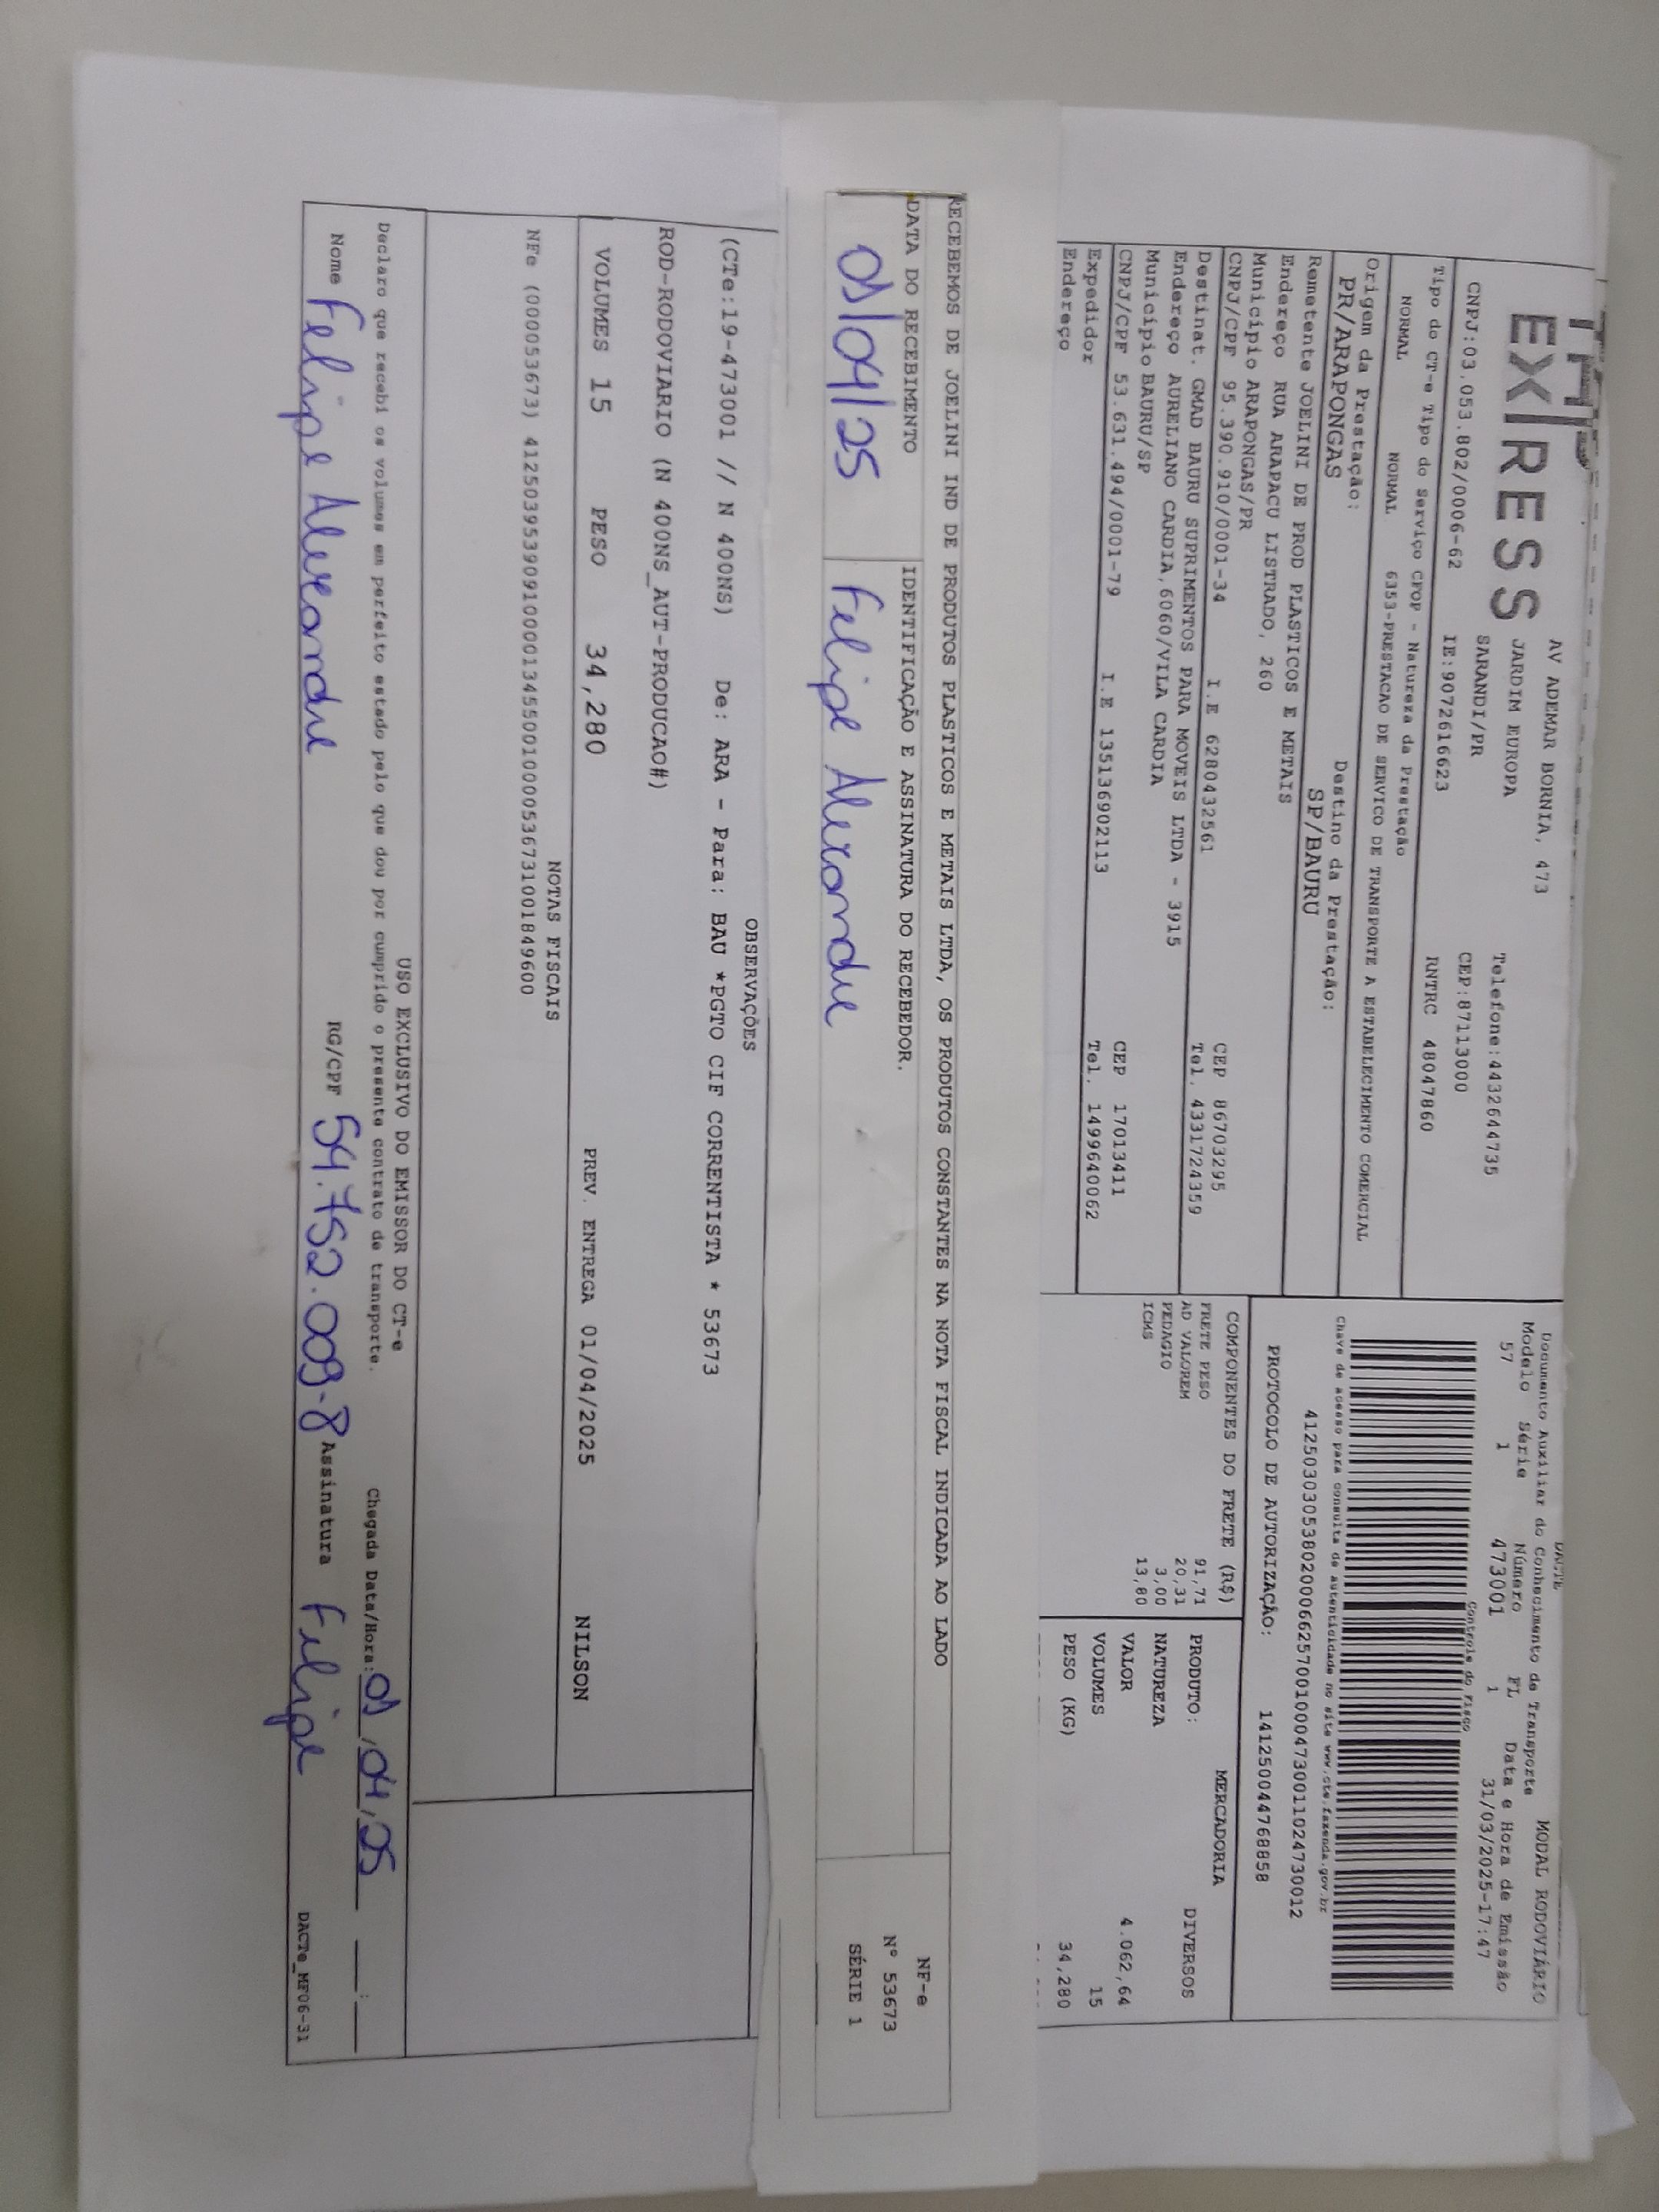 EXPRESS
AV ADEMAR BORNIA, 473
JARDIM EUROPA
SARANDI/PR
Telefone:4432644735
CEP:87113000
CNPJ:03.053.802/0006-62 IE:9072616623 RNTRC 48047860
Tipo do CT-e Tipo do Serviço CFOP - Natureza da Prestação
NORMAL NORMAL 6353-PRESTACAO DE SERVICO DE TRANSPORTE A ESTABELECIMENTO COMERCIAL
Origem da Prestação: Destino da Prestação:
PR/ARAPONGAS SP/BAURU
Remetente JOELINI DE PROD PLASTICOS E METAIS
Endereço RUA ARAPACU LISTRADO, 260
Municipio ARAPONGAS/PR CEP 86703295
CNPJ/CPF 95.390.910/0001-34 I.E 6280432561 Tel. 4331724359
Destinat. GMAD BAURU SUPRIMENTOS PARA MOVEIS LTDA - 3915
Endereço AURELIANO CARDIA,6060/VILA CARDIA
Municipio BAURU/SP CEP 17013411
CNPJ/CPF 53.631.494/0001-79 I.E 135136902113 Tel. 1499640062
Expedidor
Endereço
DACTE MODAL RODOVIÁRIO
Documento Auxiliar do Conhecimento de Transporte
Modelo Série Número FL Data e Hora de Emissão
57 1 473001 1 31/03/2025-17:47
Controle do Fisco
Chave de acesso para consulta de autenticidade no site www.cte.fazenda.gov.br
41250303053802000662570010004730011024730012
PROTOCOLO DE AUTORIZAÇÃO: 141250044768858
COMPONENTES DO FRETE (R$)
FRETE PESO 91,71
AD VALOREM 20,31
PEDAGIO 3,00
ICMS 13,80
MERCADORIA
PRODUTO: DIVERSOS
NATUREZA
VALOR 4.062,64
VOLUMES 15
PESO (KG) 34,280
RECEBEMOS DE JOELINI IND DE PRODUTOS PLASTICOS E METAIS LTDA, OS PRODUTOS CONSTANTES NA NOTA FISCAL INDICADA AO LADO
DATA DO RECEBIMENTO IDENTIFICAÇÃO E ASSINATURA DO RECEBEDOR.
01/04/25 Felipe Alexandre
NF-e
Nº 53673
SÉRIE 1
OBSERVAÇÕES
(CTe:19-473001 // N 400NS) De: ARA - Para: BAU *PGTO CIF CORRENTISTA * 53673
ROD-RODOVIARIO (N 400NS_AUT-PRODUCAO#)
VOLUMES 15 PESO 34,280 PREV. ENTREGA 01/04/2025 NILSON
NOTAS FISCAIS
NFe (000053673) 41250395390910000134550010000536731001849600
USO EXCLUSIVO DO EMISSOR DO CT-e
Declaro que recebi os volumes em perfeito estado pelo que dou por cumprido o presente contrato de transporte. Chegada Data/Hora: 01/04/25 __:__
Nome Felipe Alexandre RG/CPF 54.752.009-8 Assinatura Felipe
DACTe_MF06-31